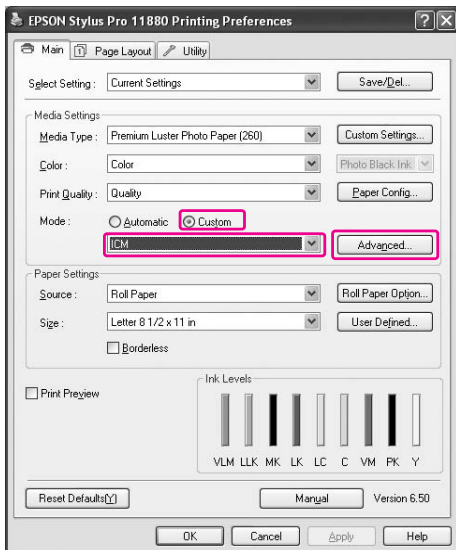 EPSON Stylus Pro 11880 Printing Preferences
Main Page Layout Utility
Select Setting : Current Settings Save/Del...
Media Settings
Media Type : Premium Luster Photo Paper (260) Custom Settings...
Color : Color Photo Black Ink
Print Quality : Quality Paper Config...
Mode : Automatic Custom
ICM Advanced...
Paper Settings
Source : Roll Paper Roll Paper Option...
Size : Letter 8 1/2 x 11 in User Defined...
Borderless
Print Preview
Ink Levels
VLM LLK MK LK LC C VM PK Y
Reset Defaults(Y) Manual Version 6.50
OK Cancel Apply Help